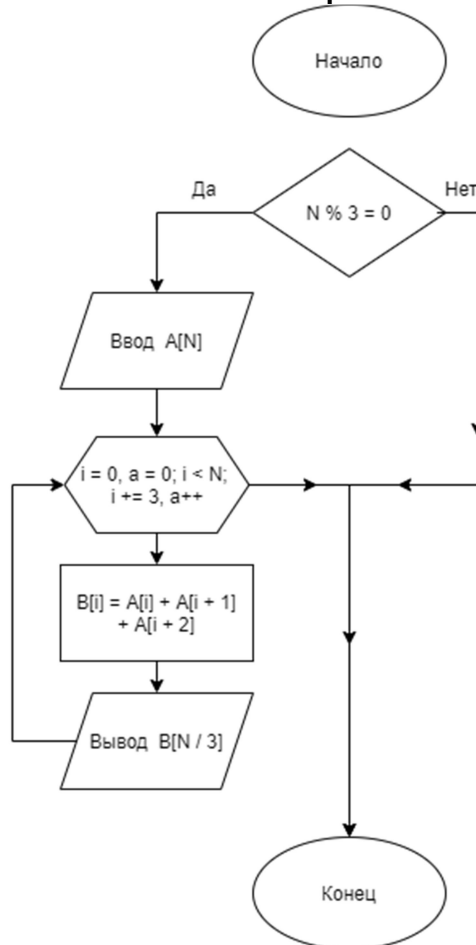 Начало
Да
N % 3 = 0
Нет
Ввод A[N]
i = 0, a = 0; i < N;
i += 3, a++
B[i] = A[i] + A[i + 1]
+ A[i + 2]
Вывод B[N / 3]
Конец